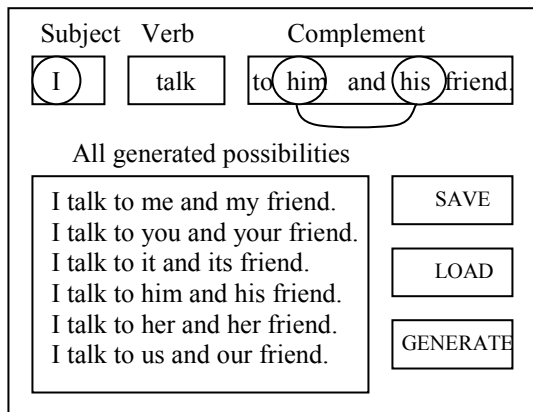 Subject Verb Complement
I talk to him and his friend.
All generated possibilities
I talk to me and my friend.
I talk to you and your friend.
I talk to it and its friend.
I talk to him and his friend.
I talk to her and her friend.
I talk to us and our friend.
SAVE
LOAD
GENERATE